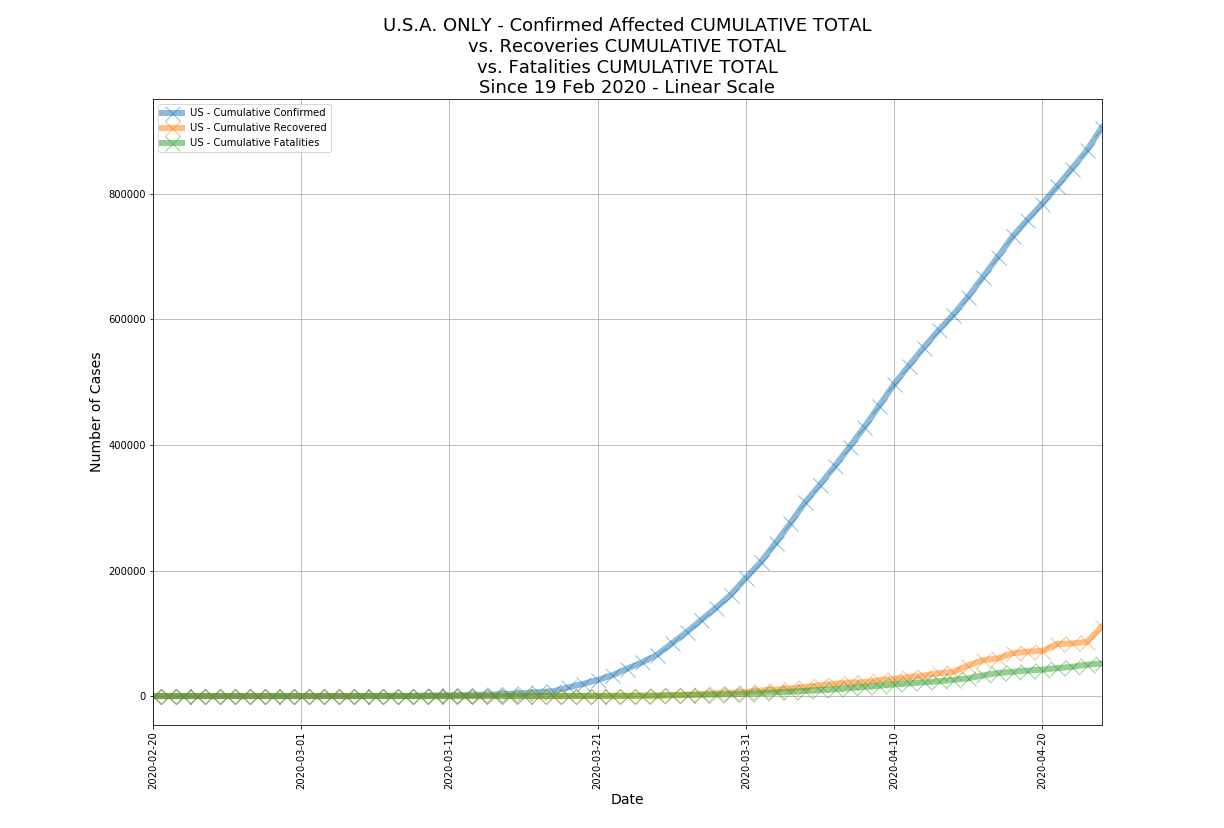 U.S.A. ONLY - Confirmed Affected CUMULATIVE TOTAL
vs. Recoveries CUMULATIVE TOTAL
vs. Fatalities CUMULATIVE TOTAL
Since 19 Feb 2020 - Linear Scale
US - Cumulative Confirmed
US - Cumulative Recovered
US - Cumulative Fatalities
Number of Cases
800000
600000
400000
200000
0
2020-02-20
2020-03-01
2020-03-11
2020-03-21
2020-03-31
2020-04-10
2020-04-20
Date